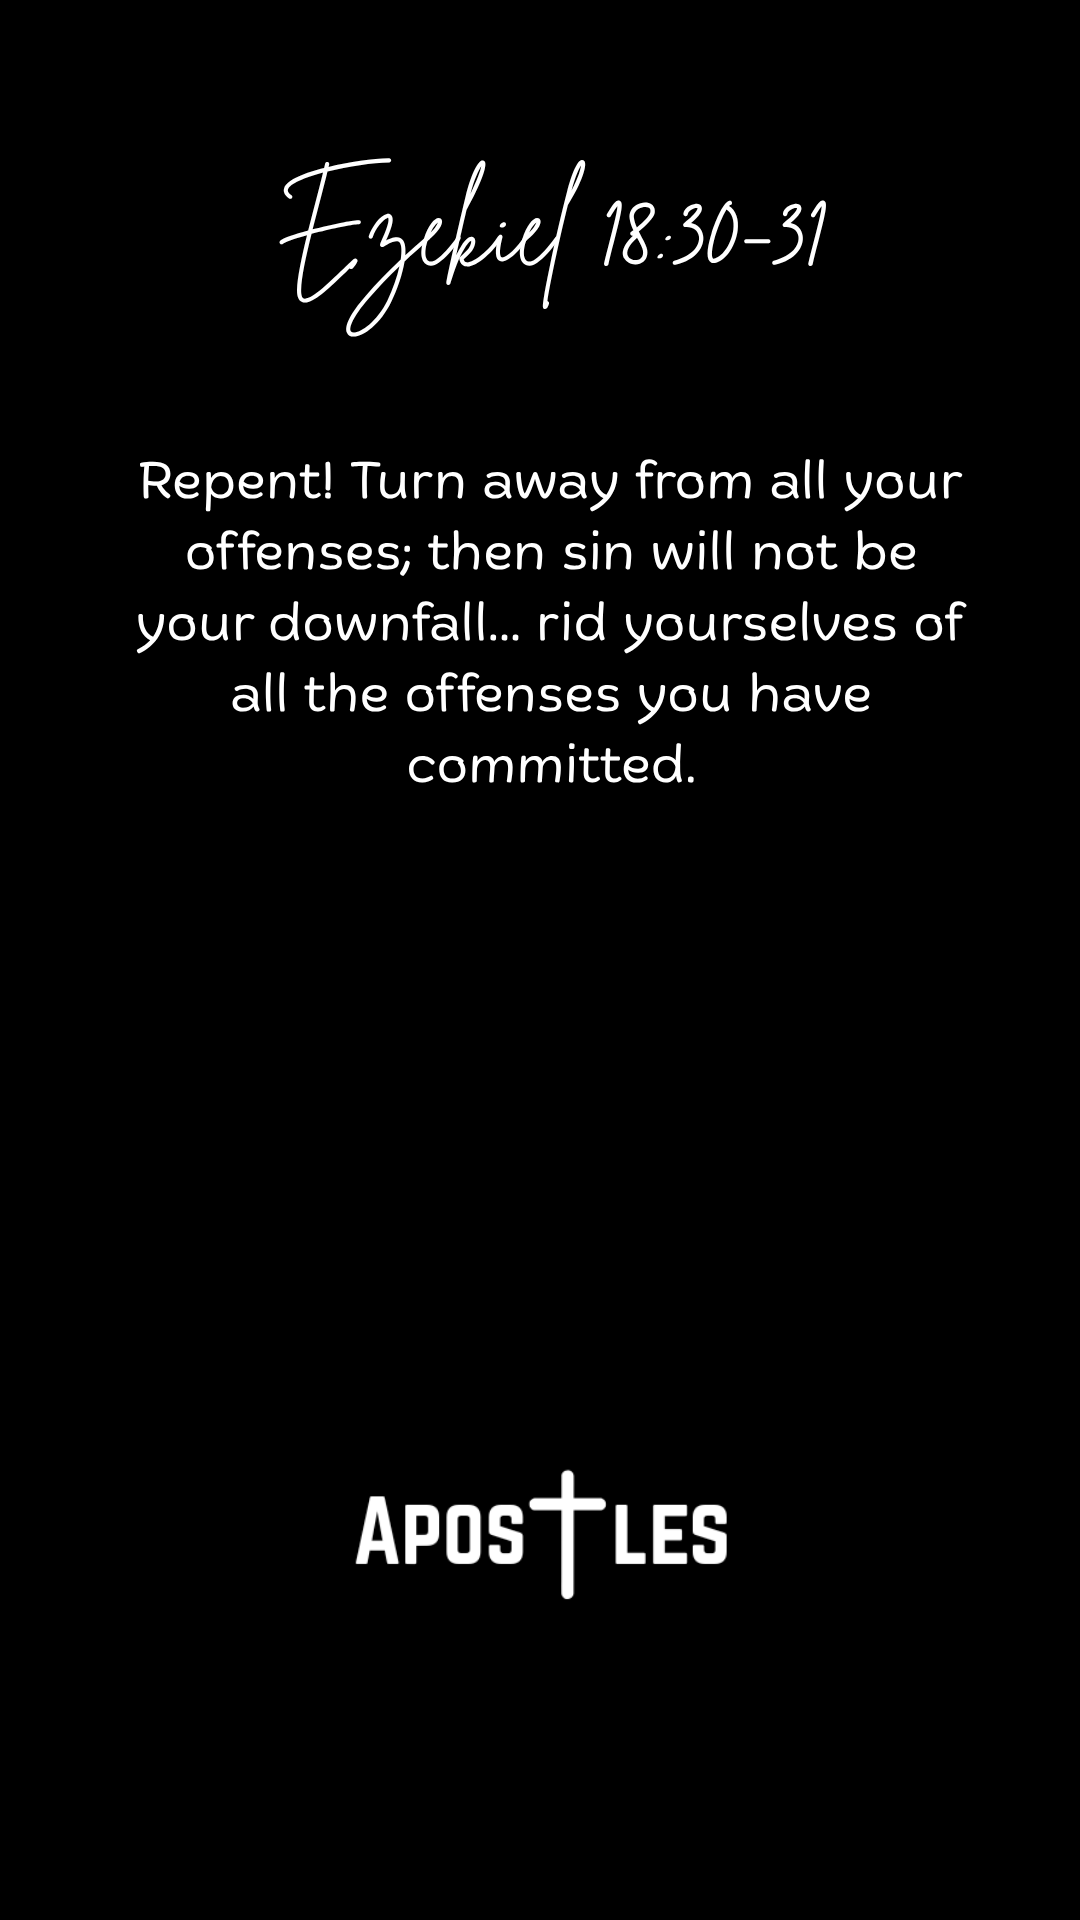 Ezekiel 18:30-31
Repent! Turn away from all your
offenses; then sin will not be
your downfall... rid yourselves of
all the offenses you have
committed.
APOSTLES